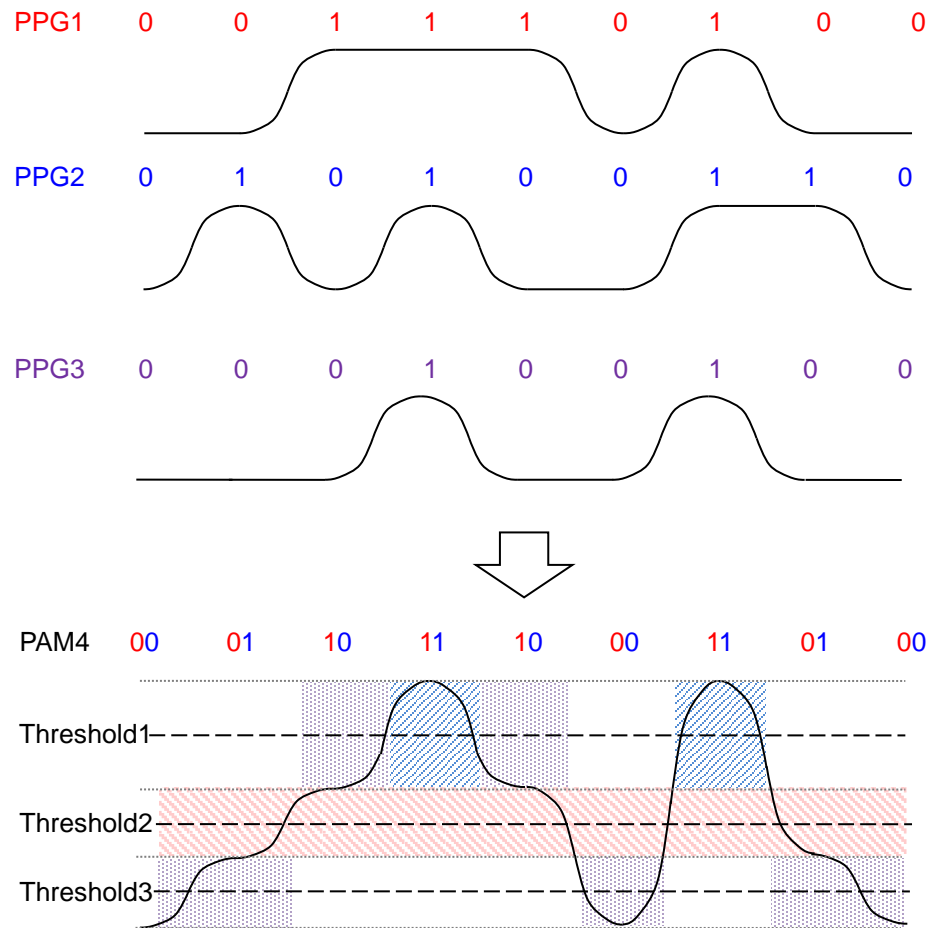 PPG1 0 0 1 1 1 0 1 0 0
PPG2 0 1 0 1 0 0 1 1 0
PPG3 0 0 0 1 0 0 1 0 0
PAM4 00 01 10 11 10 00 11 01 00
Threshold1
Threshold2
Threshold3